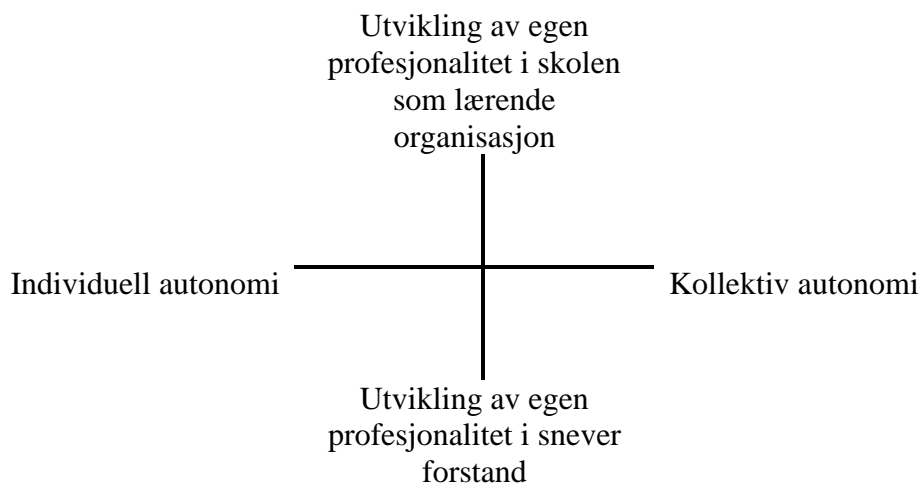 Utvikling av egen
profesjonalitet i skolen
som lærende
organisasjon
Individuell autonomi
Kollektiv autonomi
Utvikling av egen
profesjonalitet i snever
forstand